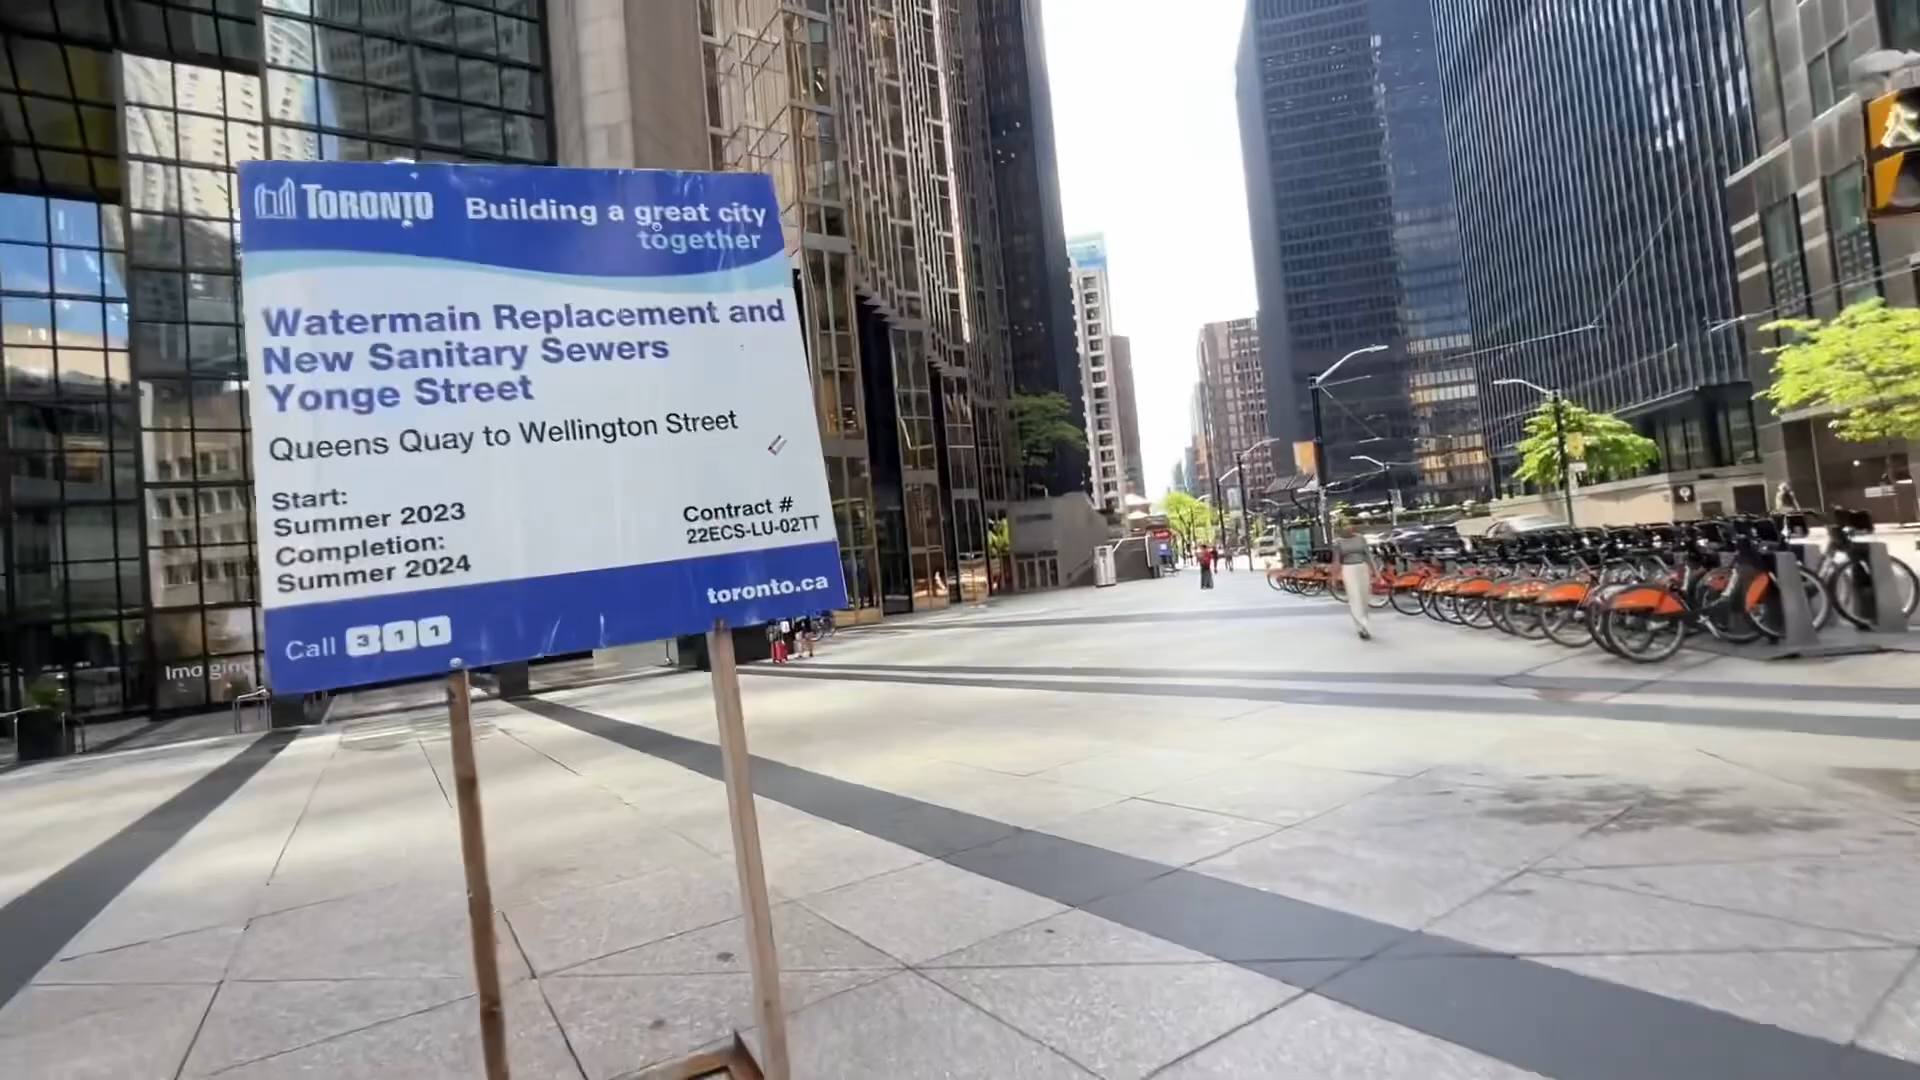 TORONTO
Building a great city
together
Watermain Replacement and
New Sanitary Sewers
Yonge Street
Queens Quay to Wellington Street
Start:
Summer 2023
Completion:
Summer 2024
Contract #
22ECS-LU-02TT
toronto.ca
Call 311
Imagine